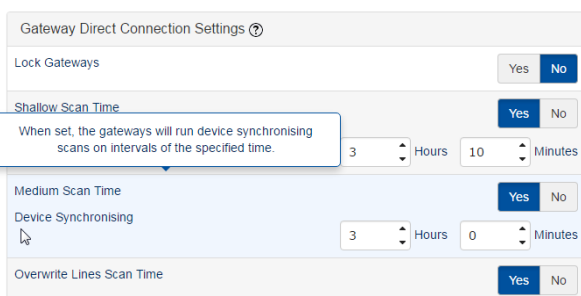 Gateway Direct Connection Settings ?
Lock Gateways Yes No
Shallow Scan Time Yes No
When set, the gateways will run device synchronising
scans on intervals of the specified time.
3 Hours 10 Minutes
Medium Scan Time Yes No
Device Synchronising
3 Hours 0 Minutes
Overwrite Lines Scan Time Yes No